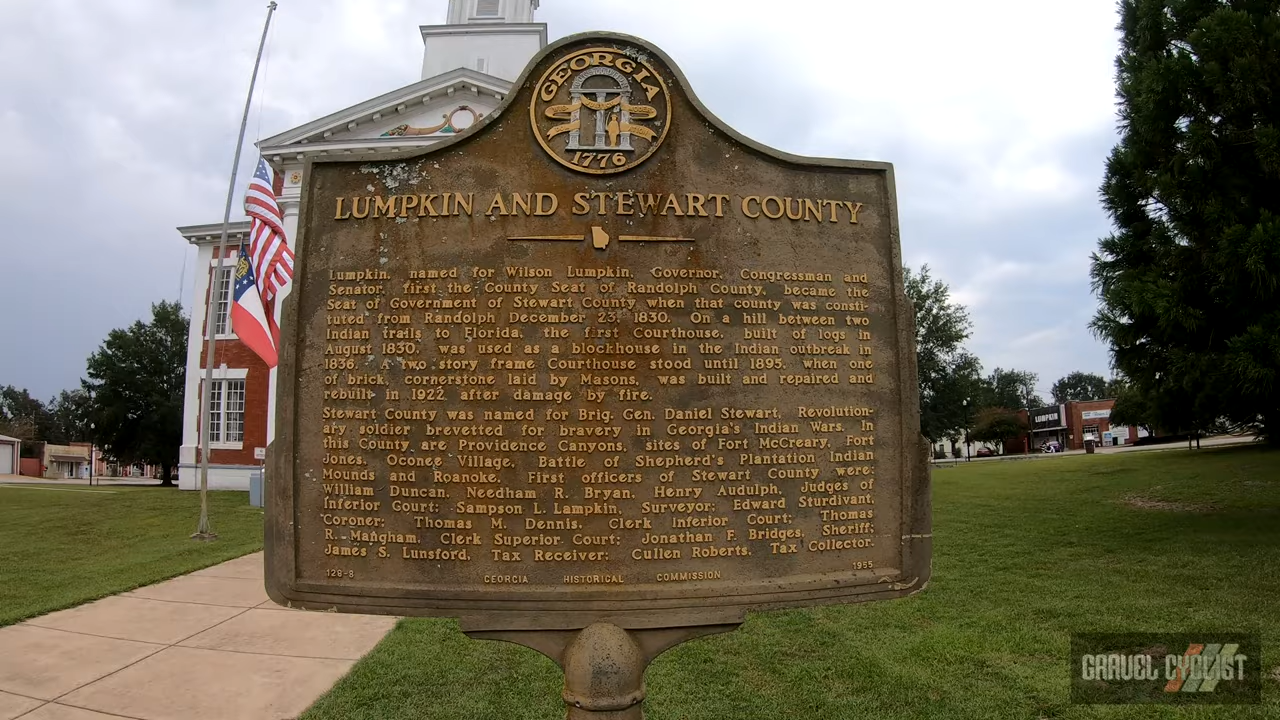 GEORGIA
1776
LUMPKIN AND STEWART COUNTY
Lumpkin, named for Wilson Lumpkin, Governor, Congressman and
Senator, first the County Seat of Randolph County, became the
Seat of Government of Stewart County when that county was consti-
tuted from Randolph December 23, 1830. On a hill between two
Indian trails to Florida, the first Courthouse, built of logs in
August 1830, was used as a blockhouse in the Indian outbreak in
1836. A two story frame Courthouse stood until 1895, when one
of brick, cornerstone laid by Masons, was built and repaired and
rebuilt in 1922 after damage by fire.
Stewart County was named for Brig. Gen. Daniel Stewart, Revolution-
ary soldier brevetted for bravery in Georgia's Indian Wars. In
this County are Providence Canyons, sites of Fort McCreary, Fort
Jones, Oconee Village, Battle of Shepherd's Plantation Indian
Mounds and Roanoke. First officers of Stewart County were:
William Duncan, Needham R. Bryan, Henry Audulph, Judges of
Inferior Court; Sampson L. Lampkin, Surveyor; Edward Sturdivant,
Coroner; Thomas M. Dennis, Clerk Inferior Court; Thomas
R. Mangham, Clerk Superior Court; Jonathan F. Bridges, Sheriff;
James S. Lunsford, Tax Receiver; Cullen Roberts, Tax Collector.
128-8 GEORGIA HISTORICAL COMMISSION 1955
LUMPKIN
GRAVEL CYCLIST